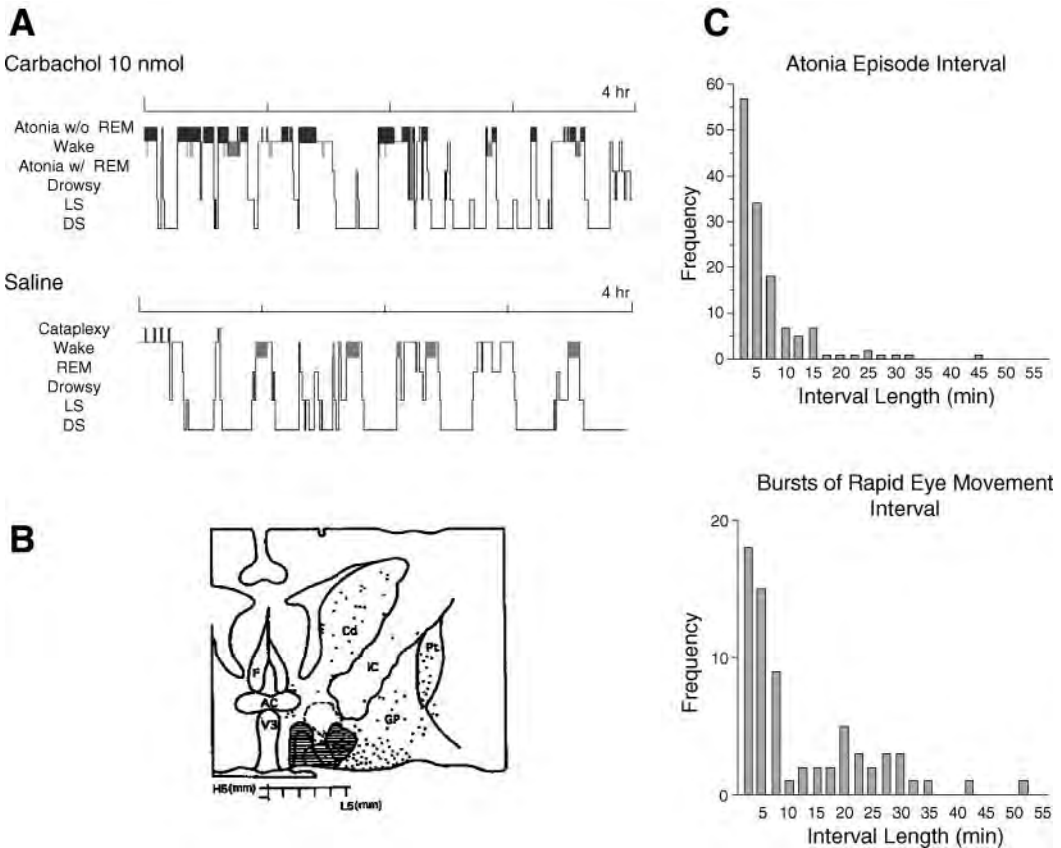 A
Carbachol 10 nmol
4 hr
Atonia w/o REM
Wake
Atonia w/ REM
Drowsy
LS
DS
Saline
4 hr
Cataplexy
Wake
REM
Drowsy
LS
DS
B
Cd
IC
Pt
F
AC
GP
V3
H5(mm)
L5(mm)
C
Atonia Episode Interval
60
50
40
30
20
10
0
Frequency
5 10 15 20 25 30 35 40 45 50 55
Interval Length (min)
Bursts of Rapid Eye Movement
Interval
20
10
0
Frequency
5 10 15 20 25 30 35 40 45 50 55
Interval Length (min)